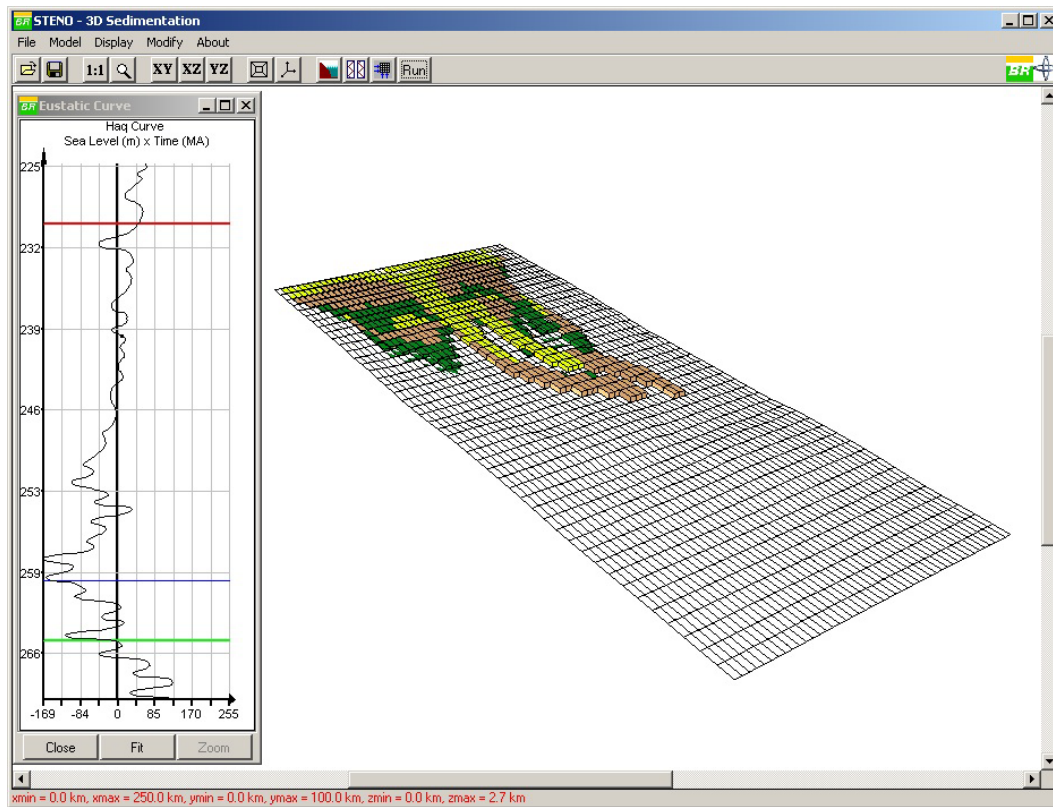 BR STENO - 3D Sedimentation
File Model Display Modify About
1:1 XY XZ YZ Run BR
BR Eustatic Curve
Haq Curve
Sea Level (m) x Time (MA)
225
232
239
246
253
259
266
-169 -84 0 85 170 255
Close Fit Zoom
xmin = 0.0 km, xmax = 250.0 km, ymin = 0.0 km, ymax = 100.0 km, zmin = 0.0 km, zmax = 2.7 km